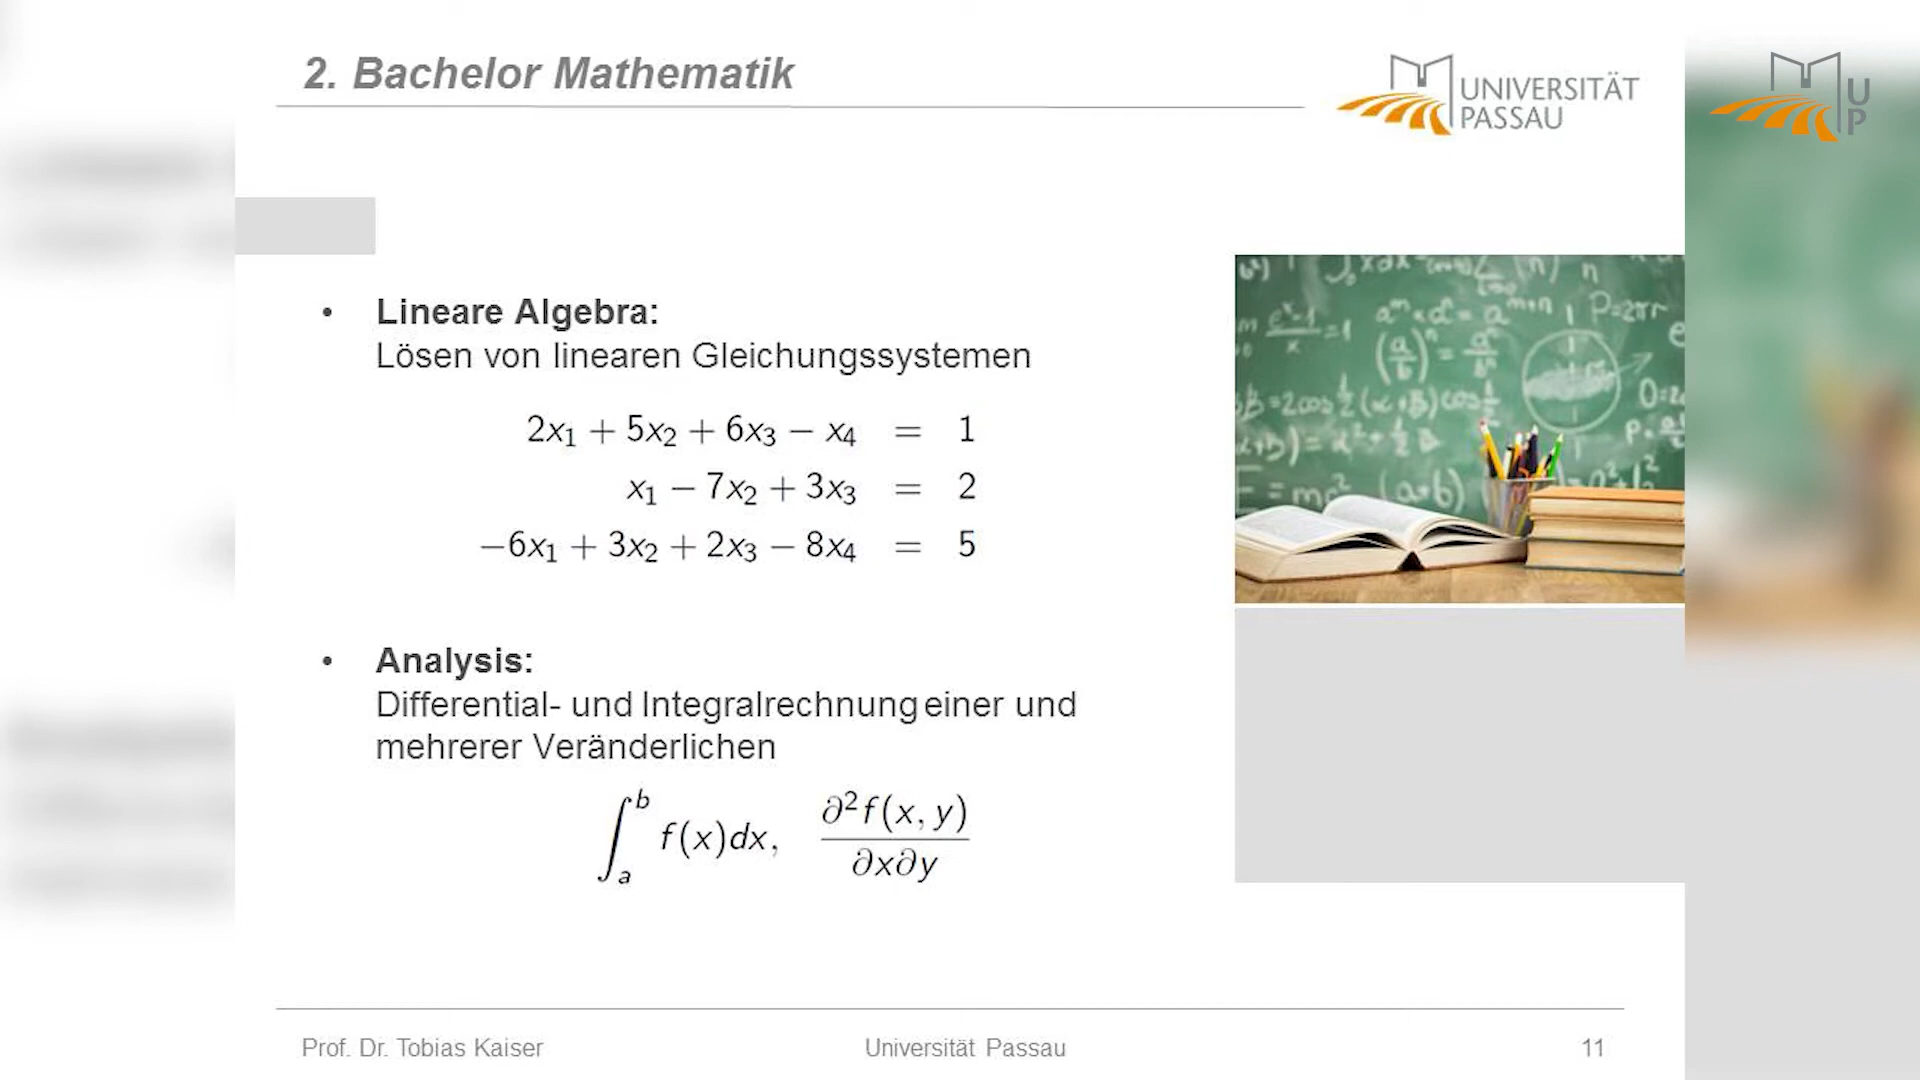 2. Bachelor Mathematik
UNIVERSITÄT
PASSAU
U
P
• Lineare Algebra:
Lösen von linearen Gleichungssystemen
2x₁ + 5x₂ + 6x₃ − x₄ = 1
x₁ − 7x₂ + 3x₃ = 2
−6x₁ + 3x₂ + 2x₃ − 8x₄ = 5
• Analysis:
Differential- und Integralrechnung einer und
mehrerer Veränderlichen
∫ₐᵇ f(x)dx, ∂²f(x, y)
∂x∂y
P=2πr
Prof. Dr. Tobias Kaiser Universität Passau 11